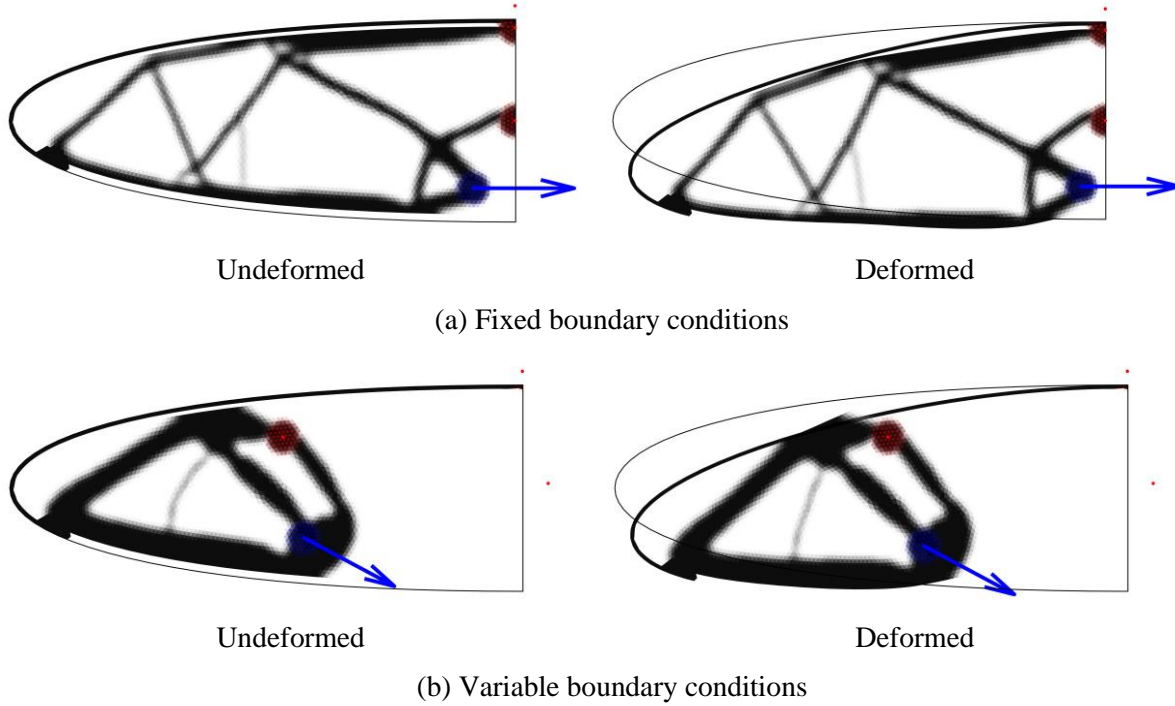 Undeformed Deformed
(a) Fixed boundary conditions
Undeformed Deformed
(b) Variable boundary conditions